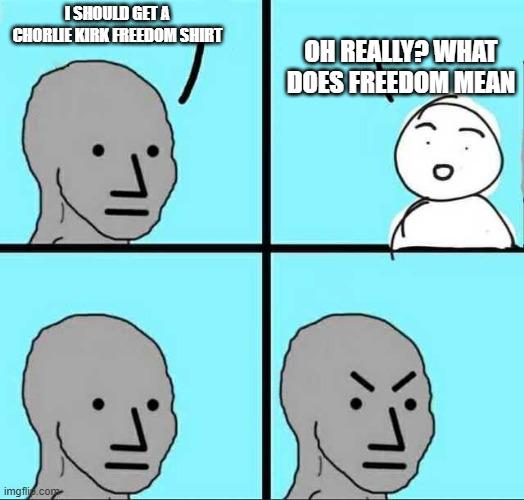 I SHOULD GET A
CHORLIE KIRK FREEDOM SHIRT
OH REALLY? WHAT
DOES FREEDOM MEAN
imgflip.com